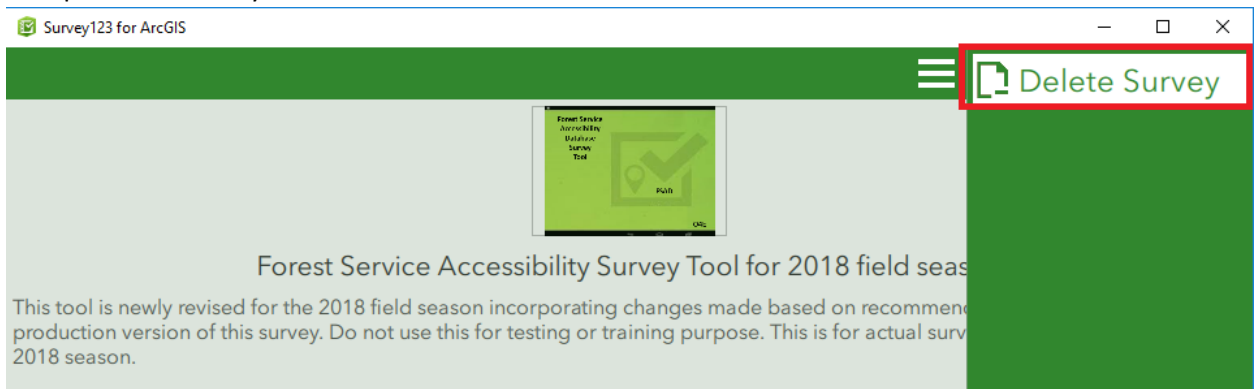 Survey123 for ArcGIS
Delete Survey
Forest Service
Accessibility
Database
Survey
Tool
Forest Service Accessibility Survey Tool for 2018 field seas
This tool is newly revised for the 2018 field season incorporating changes made based on recommen
production version of this survey. Do not use this for testing or training purpose. This is for actual surv
2018 season.